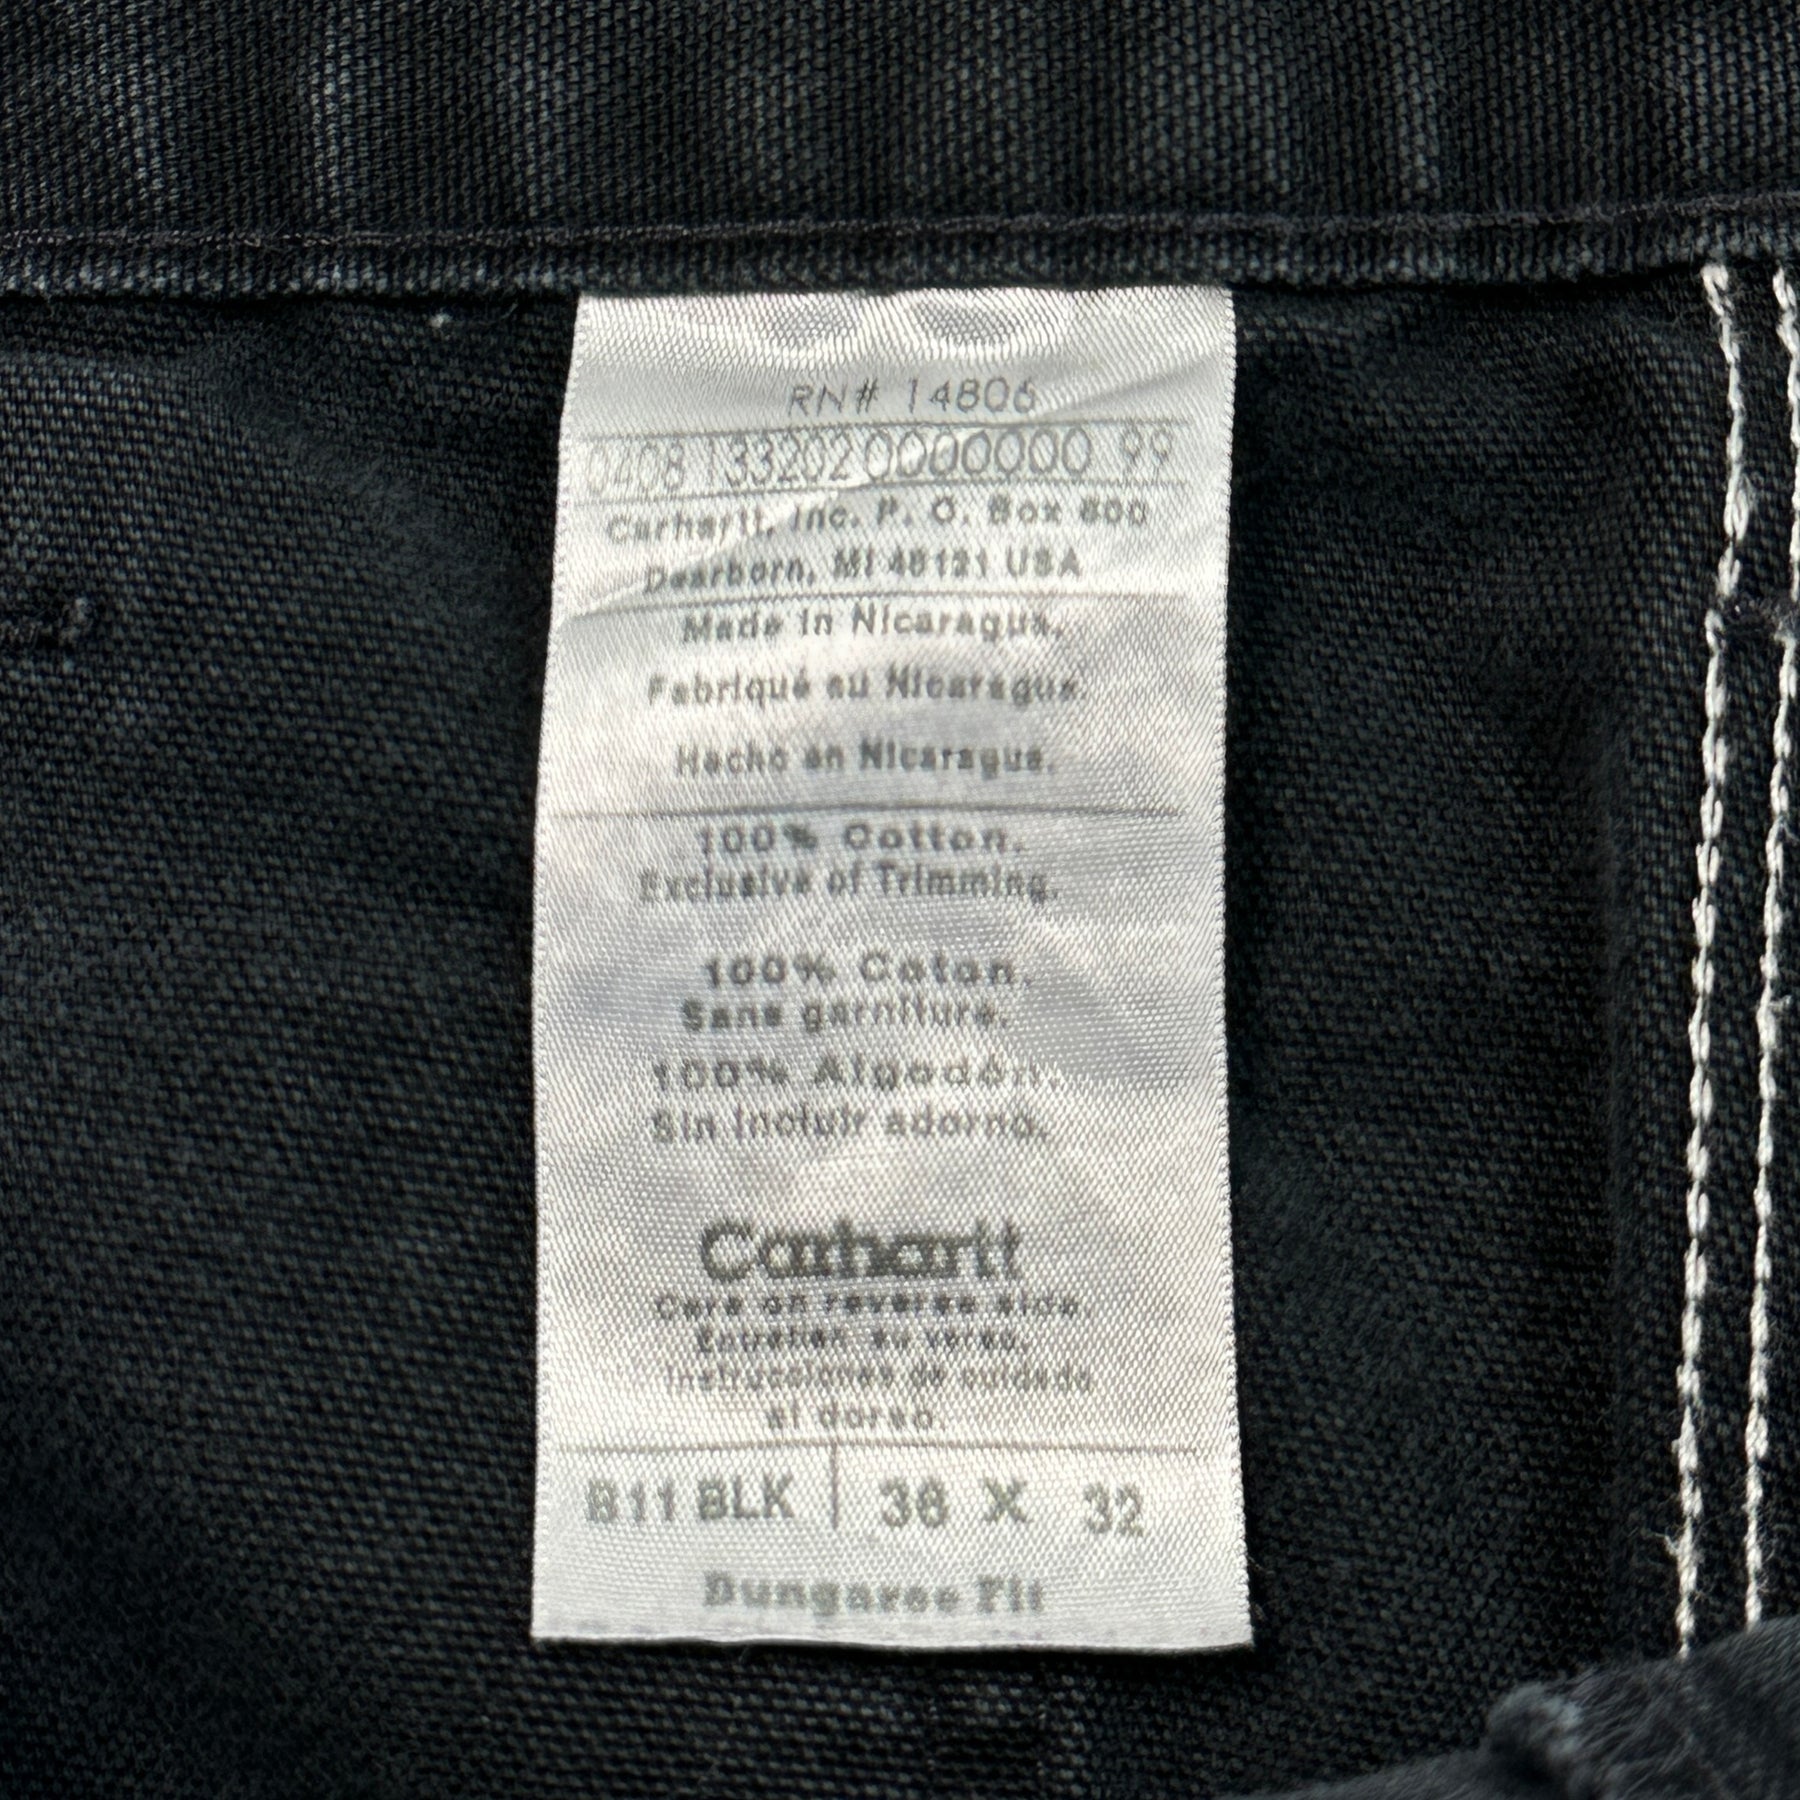 RN# 14806
0408 133202 0000000 99
Carhartt, Inc. P. O. Box 600
Dearborn, MI 48121 USA
Made in Nicaragua.
Fabriqué au Nicaragua.
Hecho en Nicaragua.
100% Cotton.
Exclusive of Trimming.
100% Coton.
Sans garniture.
100% Algodón.
Sin incluir adorno.
Carhartt
Care on reverse side.
Entretien au verso.
Instrucciones de cuidado
al dorso.
B11 BLK | 36 X 32
Dungaree Fit